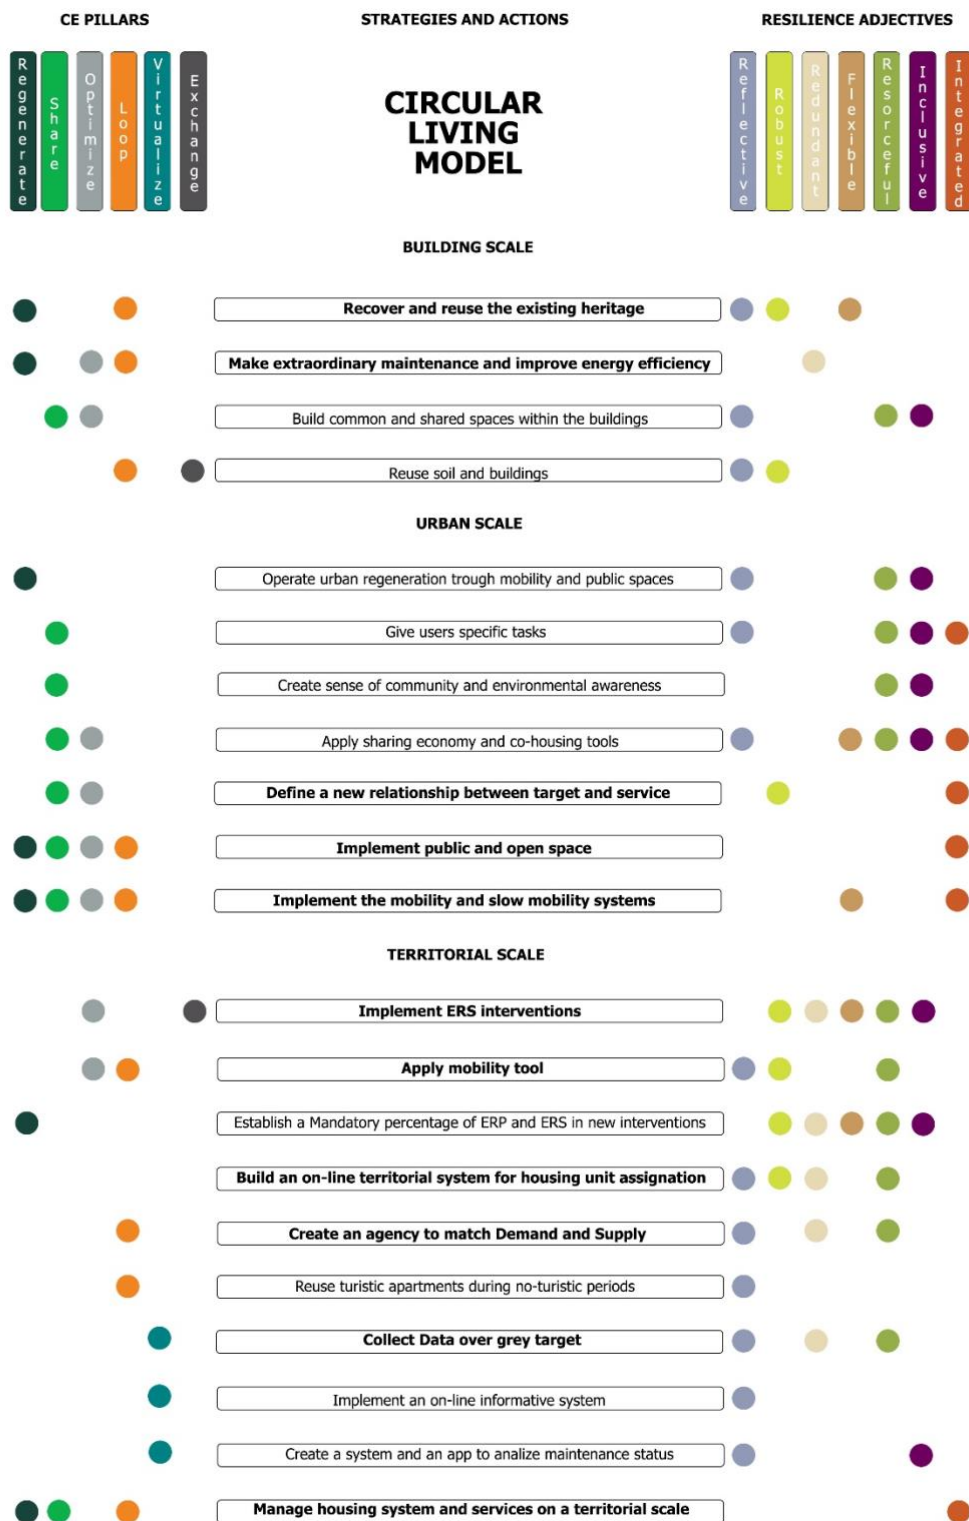 CE PILLARS
STRATEGIES AND ACTIONS
RESILIENCE ADJECTIVES
Regenerate
Share
Optimize
Loop
Virtualize
Exchange
CIRCULAR
LIVING
MODEL
Reflective
Robust
Redundant
Flexible
Resorceful
Inclusive
Integrated
BUILDING SCALE
Recover and reuse the existing heritage
Make extraordinary maintenance and improve energy efficiency
Build common and shared spaces within the buildings
Reuse soil and buildings
URBAN SCALE
Operate urban regeneration trough mobility and public spaces
Give users specific tasks
Create sense of community and environmental awareness
Apply sharing economy and co-housing tools
Define a new relationship between target and service
Implement public and open space
Implement the mobility and slow mobility systems
TERRITORIAL SCALE
Implement ERS interventions
Apply mobility tool
Establish a Mandatory percentage of ERP and ERS in new interventions
Build an on-line territorial system for housing unit assignation
Create an agency to match Demand and Supply
Reuse turistic apartments during no-turistic periods
Collect Data over grey target
Implement an on-line informative system
Create a system and an app to analize maintenance status
Manage housing system and services on a territorial scale